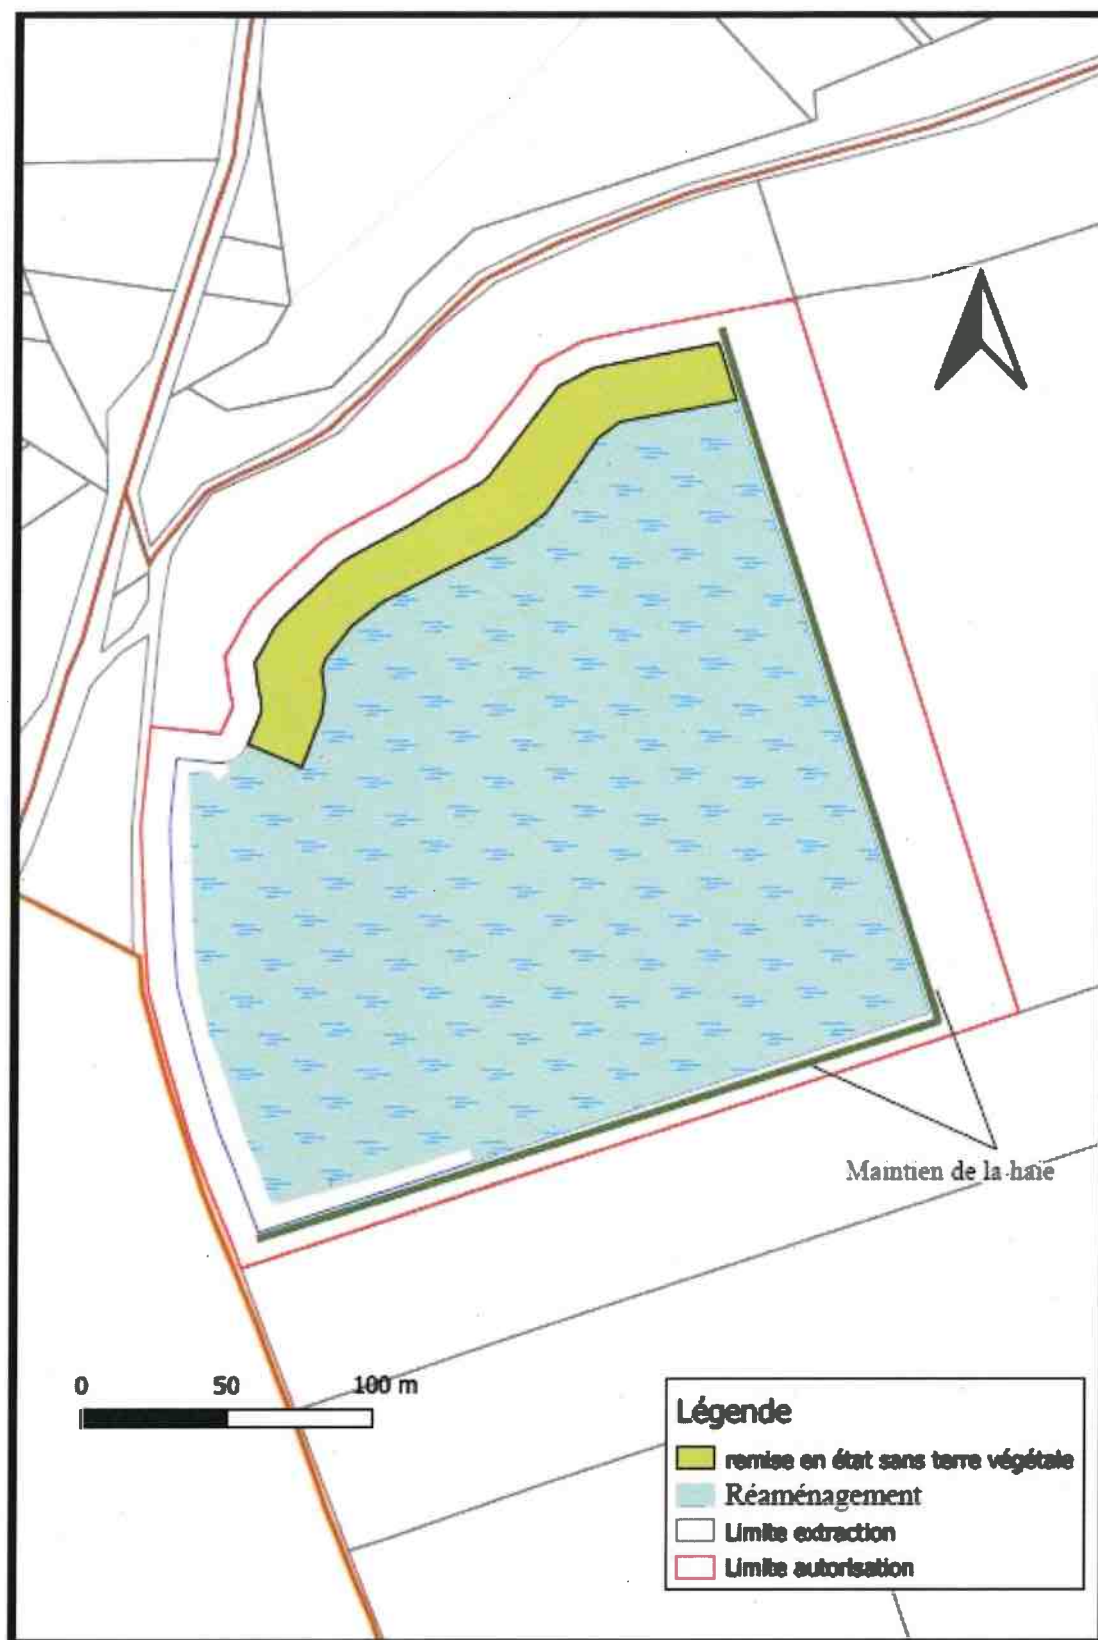 Maintien de la haie
0 50 100 m
Légende
remise en état sans terre végétale
Réaménagement
Limite extraction
Limite autorisation